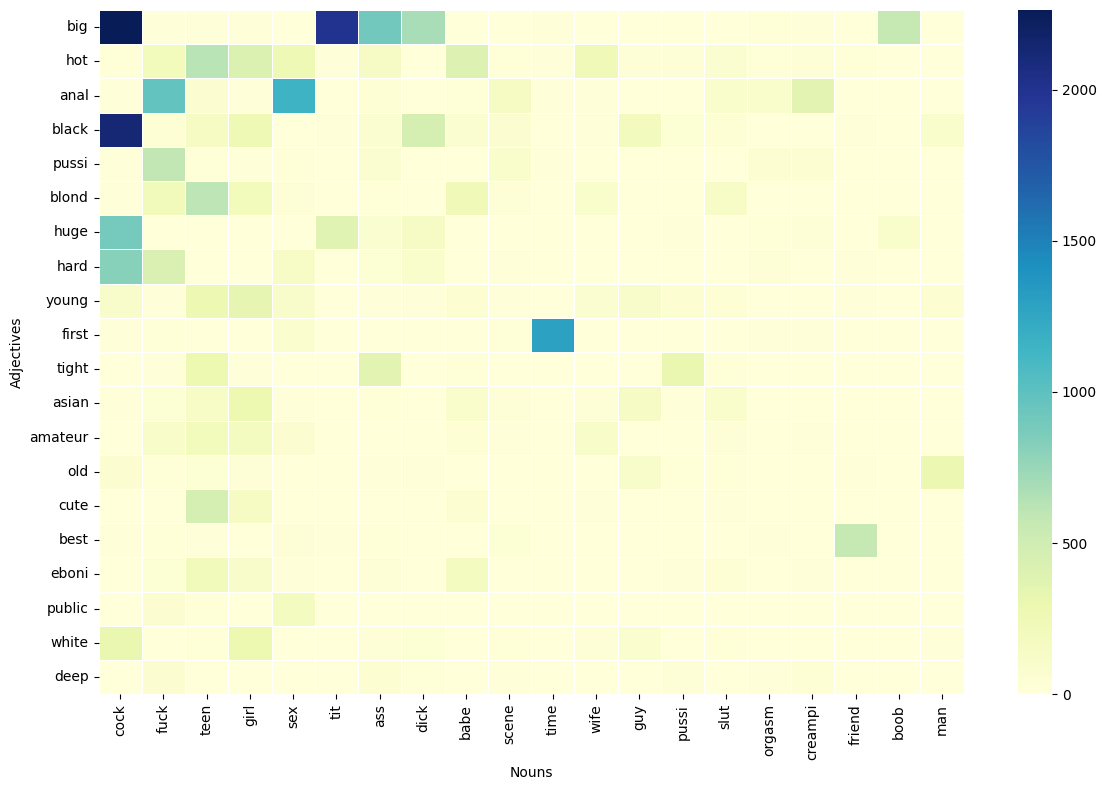 big
hot
anal
black
pussi
blond
huge
hard
young
first
tight
asian
amateur
old
cute
best
eboni
public
white
deep
Adjectives
cock
fuck
teen
girl
sex
tit
ass
dick
babe
scene
time
wife
guy
pussi
slut
orgasm
creampi
friend
boob
man
Nouns
2000
1500
1000
500
0